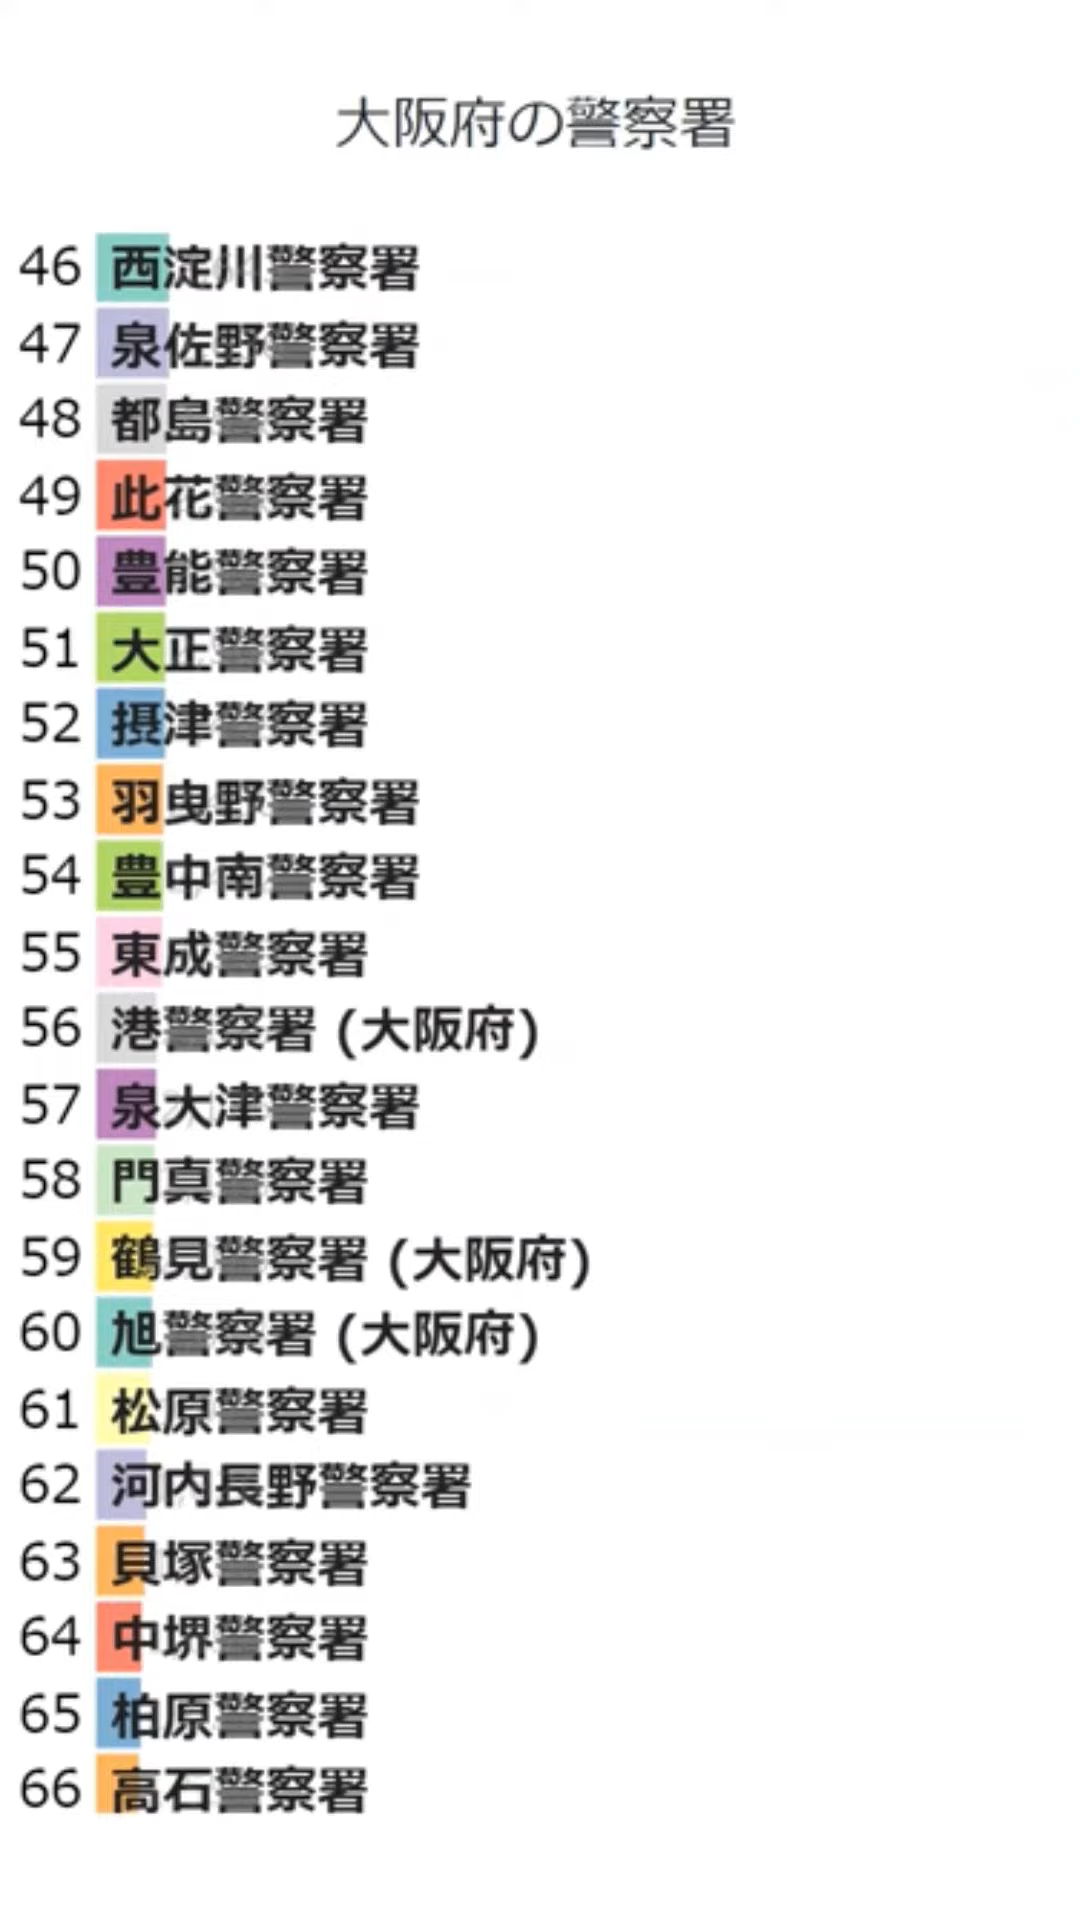 大阪府の警察署
46 西淀川警察署
47 泉佐野警察署
48 都島警察署
49 此花警察署
50 豊能警察署
51 大正警察署
52 摂津警察署
53 羽曳野警察署
54 豊中南警察署
55 東成警察署
56 港警察署 (大阪府)
57 泉大津警察署
58 門真警察署
59 鶴見警察署 (大阪府)
60 旭警察署 (大阪府)
61 松原警察署
62 河内長野警察署
63 貝塚警察署
64 中堺警察署
65 柏原警察署
66 高石警察署